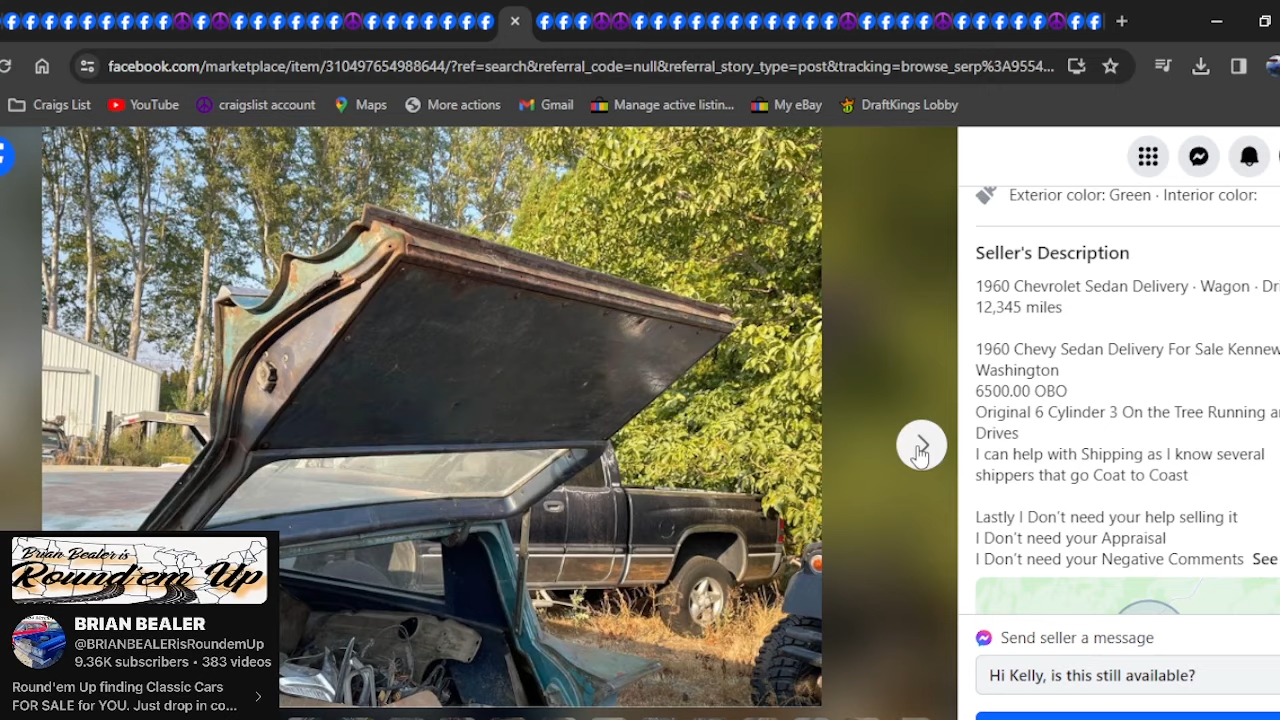 facebook.com/marketplace/item/310497654988644/?ref=search&referral_code=null&referral_story_type=post&tracking=browse_serp%3A9554...
Craigs List YouTube craigslist account Maps More actions Gmail Manage active listin... My eBay DraftKings Lobby
Exterior color: Green · Interior color:
Seller's Description
1960 Chevrolet Sedan Delivery · Wagon · Dri
12,345 miles
1960 Chevy Sedan Delivery For Sale Kennew
Washington
6500.00 OBO
Original 6 Cylinder 3 On the Tree Running a
Drives
I can help with Shipping as I know several
shippers that go Coat to Coast
Lastly I Don't need your help selling it
I Don't need your Appraisal
I Don't need your Negative Comments See
Send seller a message
Hi Kelly, is this still available?
Brian Bealer is
Round'em Up
BRIAN BEALER
@BRIANBEALERisRoundemUp
9.36K subscribers • 383 videos
Round'em Up finding Classic Cars
FOR SALE for YOU. Just drop in co...